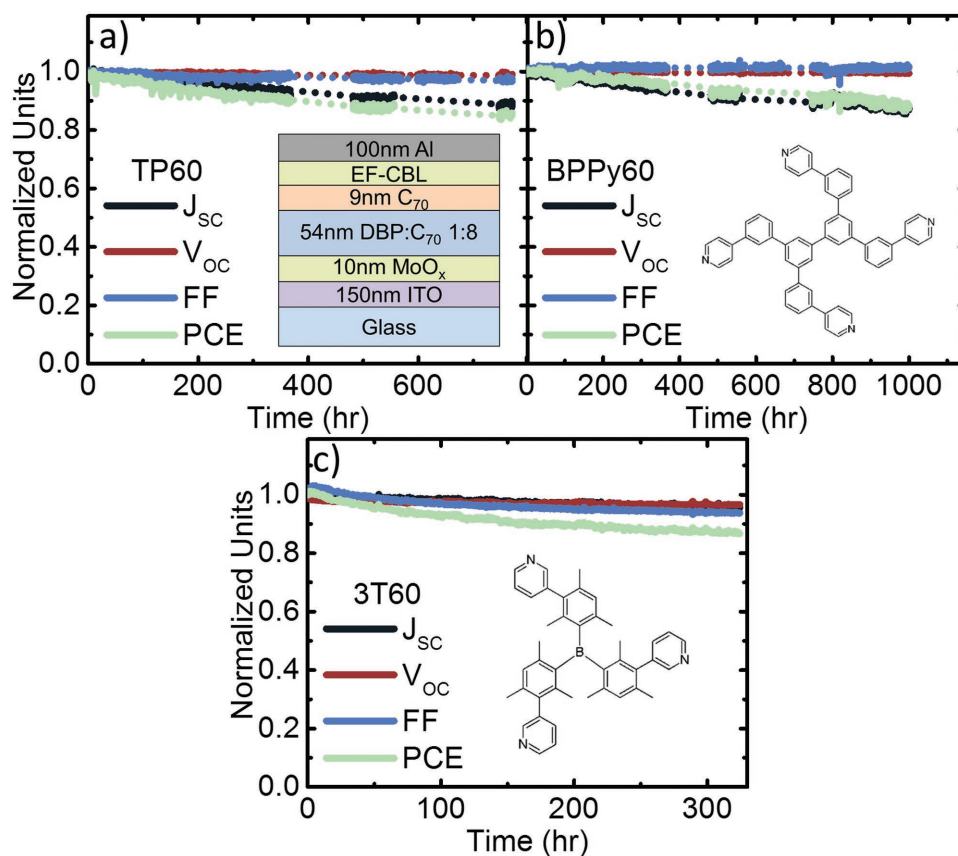 a)
Normalized Units
1.0
0.8
0.6
0.4
0.2
0.0
TP60
J_SC
V_OC
FF
PCE
100nm Al
EF-CBL
9nm C₇₀
54nm DBP:C₇₀ 1:8
10nm MoOₓ
150nm ITO
Glass
0 200 400 600
Time (hr)
b)
BPPy60
J_SC
V_OC
FF
PCE
N
N
N
N
0 200 400 600 800 1000
Time (hr)
c)
Normalized Units
1.0
0.8
0.6
0.4
0.2
0.0
3T60
J_SC
V_OC
FF
PCE
N
B
N
N
0 100 200 300
Time (hr)